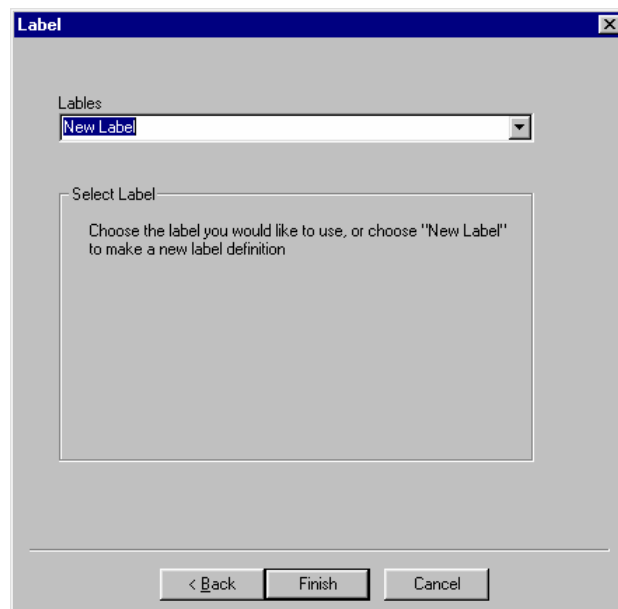 Label
Lables
New Label
Select Label
Choose the label you would like to use, or choose "New Label"
to make a new label definition
< Back
Finish
Cancel